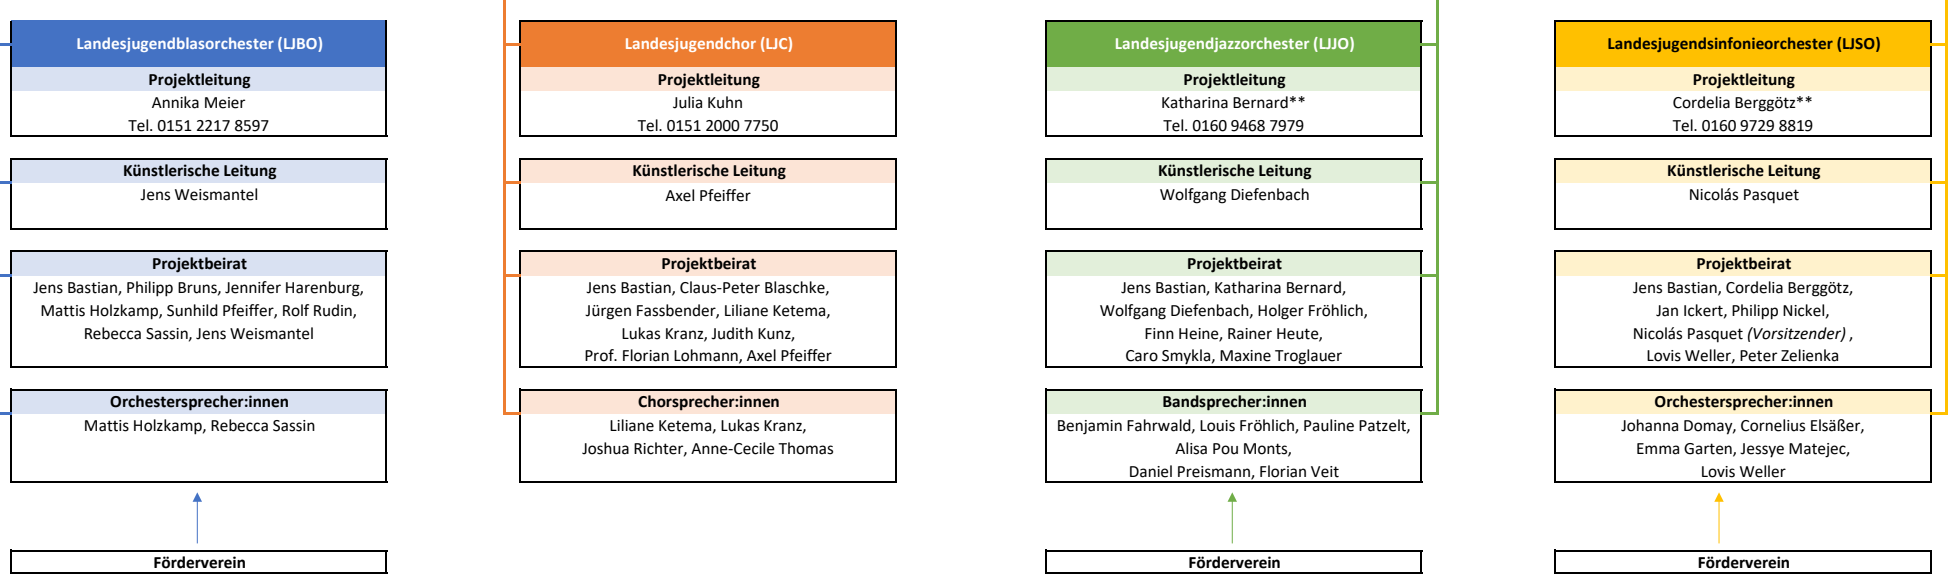 Landesjugendblasorchester (LJBO)
Projektleitung
Annika Meier
Tel. 0151 2217 8597
Künstlerische Leitung
Jens Weismantel
Projektbeirat
Jens Bastian, Philipp Bruns, Jennifer Harenburg,
Mattis Holzkamp, Sunhild Pfeiffer, Rolf Rudin,
Rebecca Sassin, Jens Weismantel
Orchestersprecher:innen
Mattis Holzkamp, Rebecca Sassin
Förderverein
Landesjugendchor (LJC)
Projektleitung
Julia Kuhn
Tel. 0151 2000 7750
Künstlerische Leitung
Axel Pfeiffer
Projektbeirat
Jens Bastian, Claus-Peter Blaschke,
Jürgen Fassbender, Liliane Ketema,
Lukas Kranz, Judith Kunz,
Prof. Florian Lohmann, Axel Pfeiffer
Chorsprecher:innen
Liliane Ketema, Lukas Kranz,
Joshua Richter, Anne-Cecile Thomas
Landesjugendjazzorchester (LJJO)
Projektleitung
Katharina Bernard**
Tel. 0160 9468 7979
Künstlerische Leitung
Wolfgang Diefenbach
Projektbeirat
Jens Bastian, Katharina Bernard,
Wolfgang Diefenbach, Holger Fröhlich,
Finn Heine, Rainer Heute,
Caro Smykla, Maxine Troglauer
Bandsprecher:innen
Benjamin Fahrwald, Louis Fröhlich, Pauline Patzelt,
Alisa Pou Monts,
Daniel Preismann, Florian Veit
Förderverein
Landesjugendsinfonieorchester (LJSO)
Projektleitung
Cordelia Berggötz**
Tel. 0160 9729 8819
Künstlerische Leitung
Nicolás Pasquet
Projektbeirat
Jens Bastian, Cordelia Berggötz,
Jan Ickert, Philipp Nickel,
Nicolás Pasquet (Vorsitzender) ,
Lovis Weller, Peter Zelienka
Orchestersprecher:innen
Johanna Domay, Cornelius Elsäßer,
Emma Garten, Jessye Matejec,
Lovis Weller
Förderverein